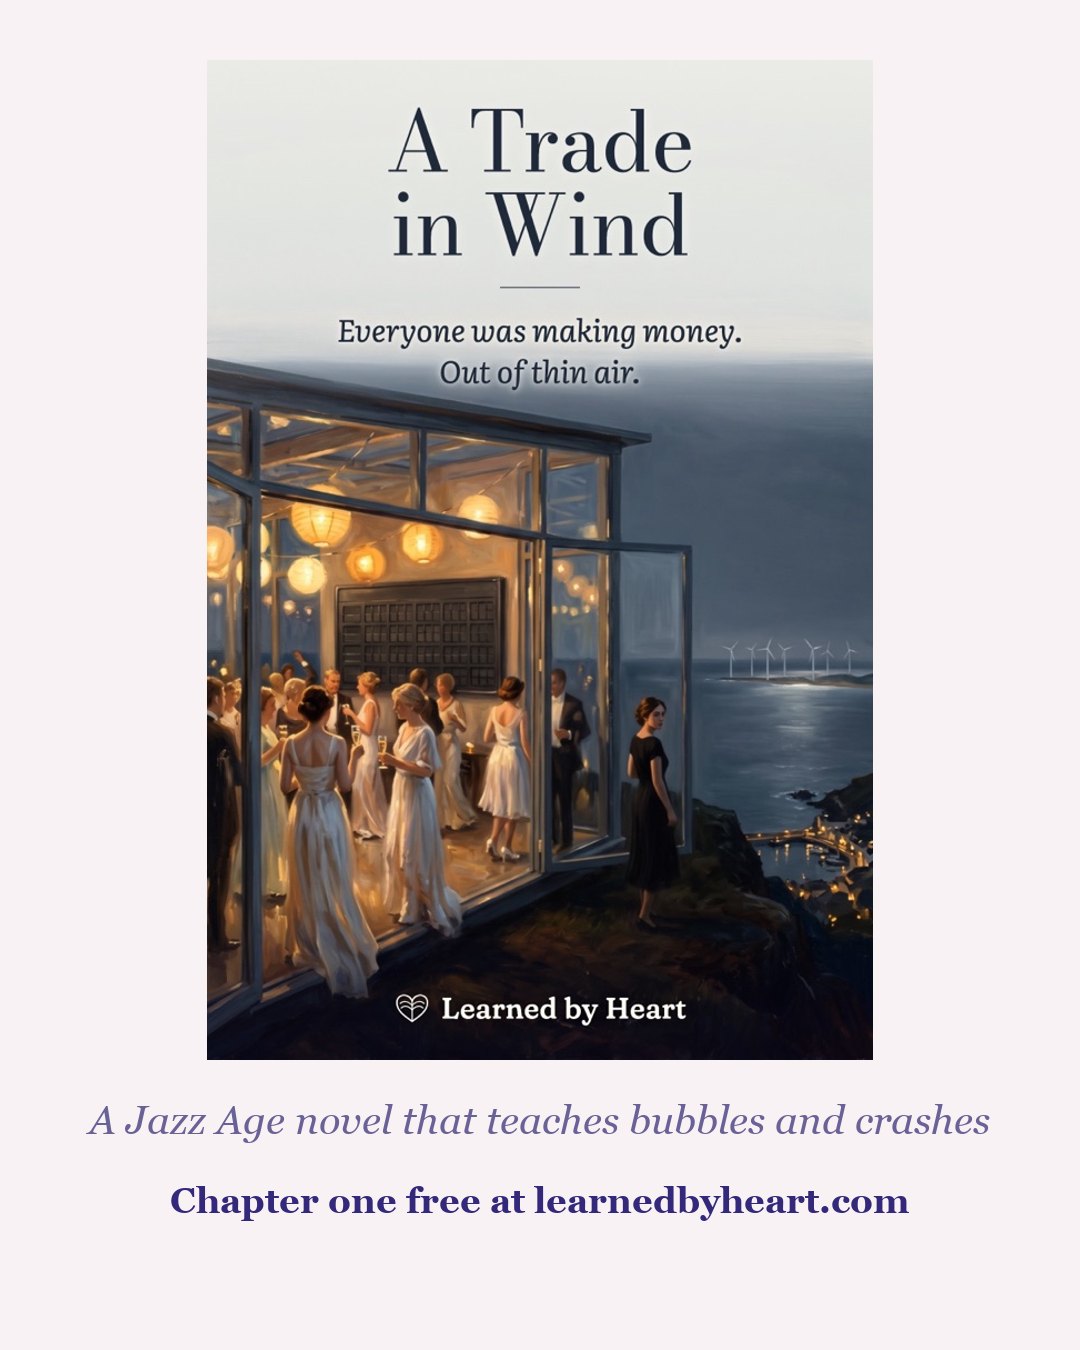 A Trade
in Wind
Everyone was making money.
Out of thin air.
Learned by Heart
A Jazz Age novel that teaches bubbles and crashes
Chapter one free at learnedbyheart.com